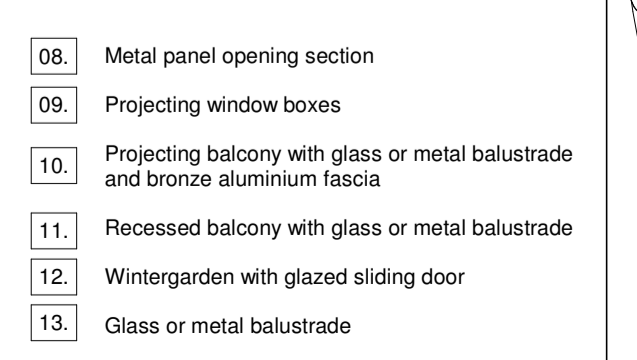 08. Metal panel opening section
09. Projecting window boxes
10. Projecting balcony with glass or metal balustrade
and bronze aluminium fascia
11. Recessed balcony with glass or metal balustrade
12. Wintergarden with glazed sliding door
13. Glass or metal balustrade